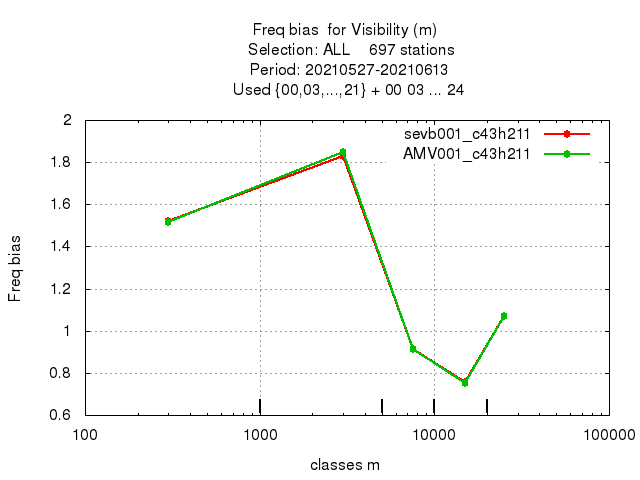 Freq bias  for Visibility (m)
Selection: ALL    697 stations
Period: 20210527-20210613
Used {00,03,...,21} + 00 03 ... 24
sevb001_c43h211
AMV001_c43h211
2
1.8
1.6
1.4
1.2
1
0.8
0.6
Freq bias
100 1000 10000 100000
classes m